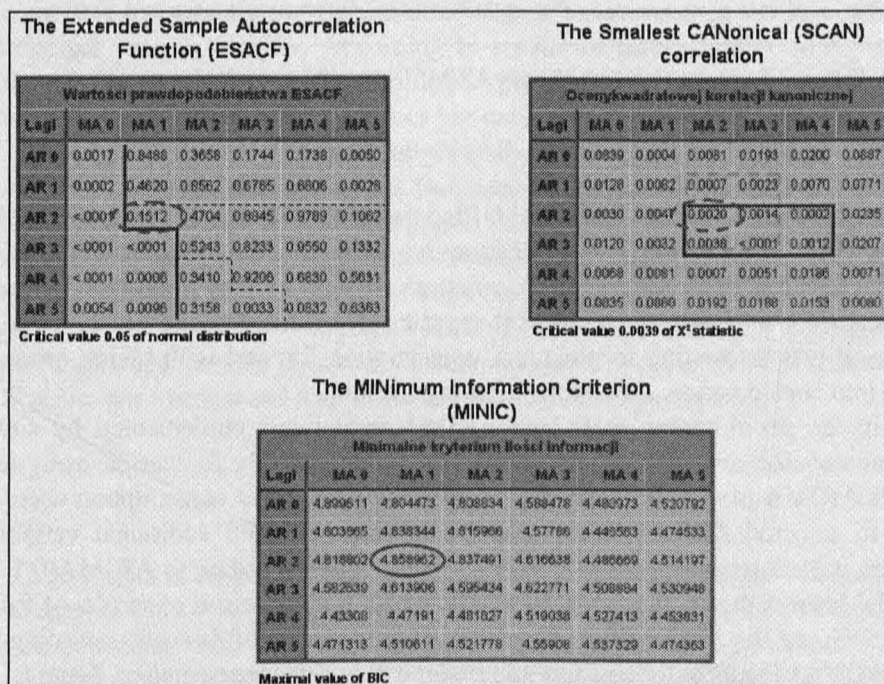 The Extended Sample Autocorrelation
Function (ESACF)
Wartości prawdopodobieństwa ESACF
Lagi MA 0 MA 1 MA 2 MA 3 MA 4 MA 5
AR 0 0.0017 0.8488 0.3658 0.1744 0.1738 0.0050
AR 1 0.0002 0.4620 0.8562 0.6785 0.6606 0.0028
AR 2 <.0001 0.1512 0.4704 0.8845 0.9789 0.1062
AR 3 <.0001 <.0001 0.5243 0.8233 0.9550 0.1332
AR 4 <.0001 0.0006 0.3410 0.9206 0.6830 0.5631
AR 5 0.0054 0.0096 0.3158 0.0033 0.0832 0.6363
Critical value 0.05 of normal distribution
The Smallest CANonical (SCAN)
correlation
Ocenykwadratowej korelacji kanonicznej
Lagi MA 0 MA 1 MA 2 MA 3 MA 4 MA 5
AR 0 0.0839 0.0004 0.0081 0.0193 0.0200 0.0887
AR 1 0.0128 0.0062 0.0007 0.0023 0.0070 0.0771
AR 2 0.0030 0.0047 0.0020 0.0014 0.0002 0.0235
AR 3 0.0120 0.0032 0.0038 <.0001 0.0012 0.0207
AR 4 0.0068 0.0081 0.0007 0.0051 0.0186 0.0071
AR 5 0.0835 0.0880 0.0192 0.0188 0.0153 0.0080
Critical value 0.0039 of X² statistic
The MINimum Information Criterion
(MINIC)
Minimalne kryterium ilości informacji
Lagi MA 0 MA 1 MA 2 MA 3 MA 4 MA 5
AR 0 4.899611 4.804473 4.808834 4.588478 4.480973 4.520792
AR 1 4.603865 4.838344 4.815966 4.57786 4.448563 4.474533
AR 2 4.818802 4.858962 4.837491 4.616638 4.486669 4.514197
AR 3 4.582639 4.613906 4.595434 4.622771 4.508884 4.530948
AR 4 4.43308 4.47191 4.481827 4.519038 4.527413 4.453831
AR 5 4.471313 4.510611 4.521778 4.55908 4.537329 4.474363
Maximal value of BIC